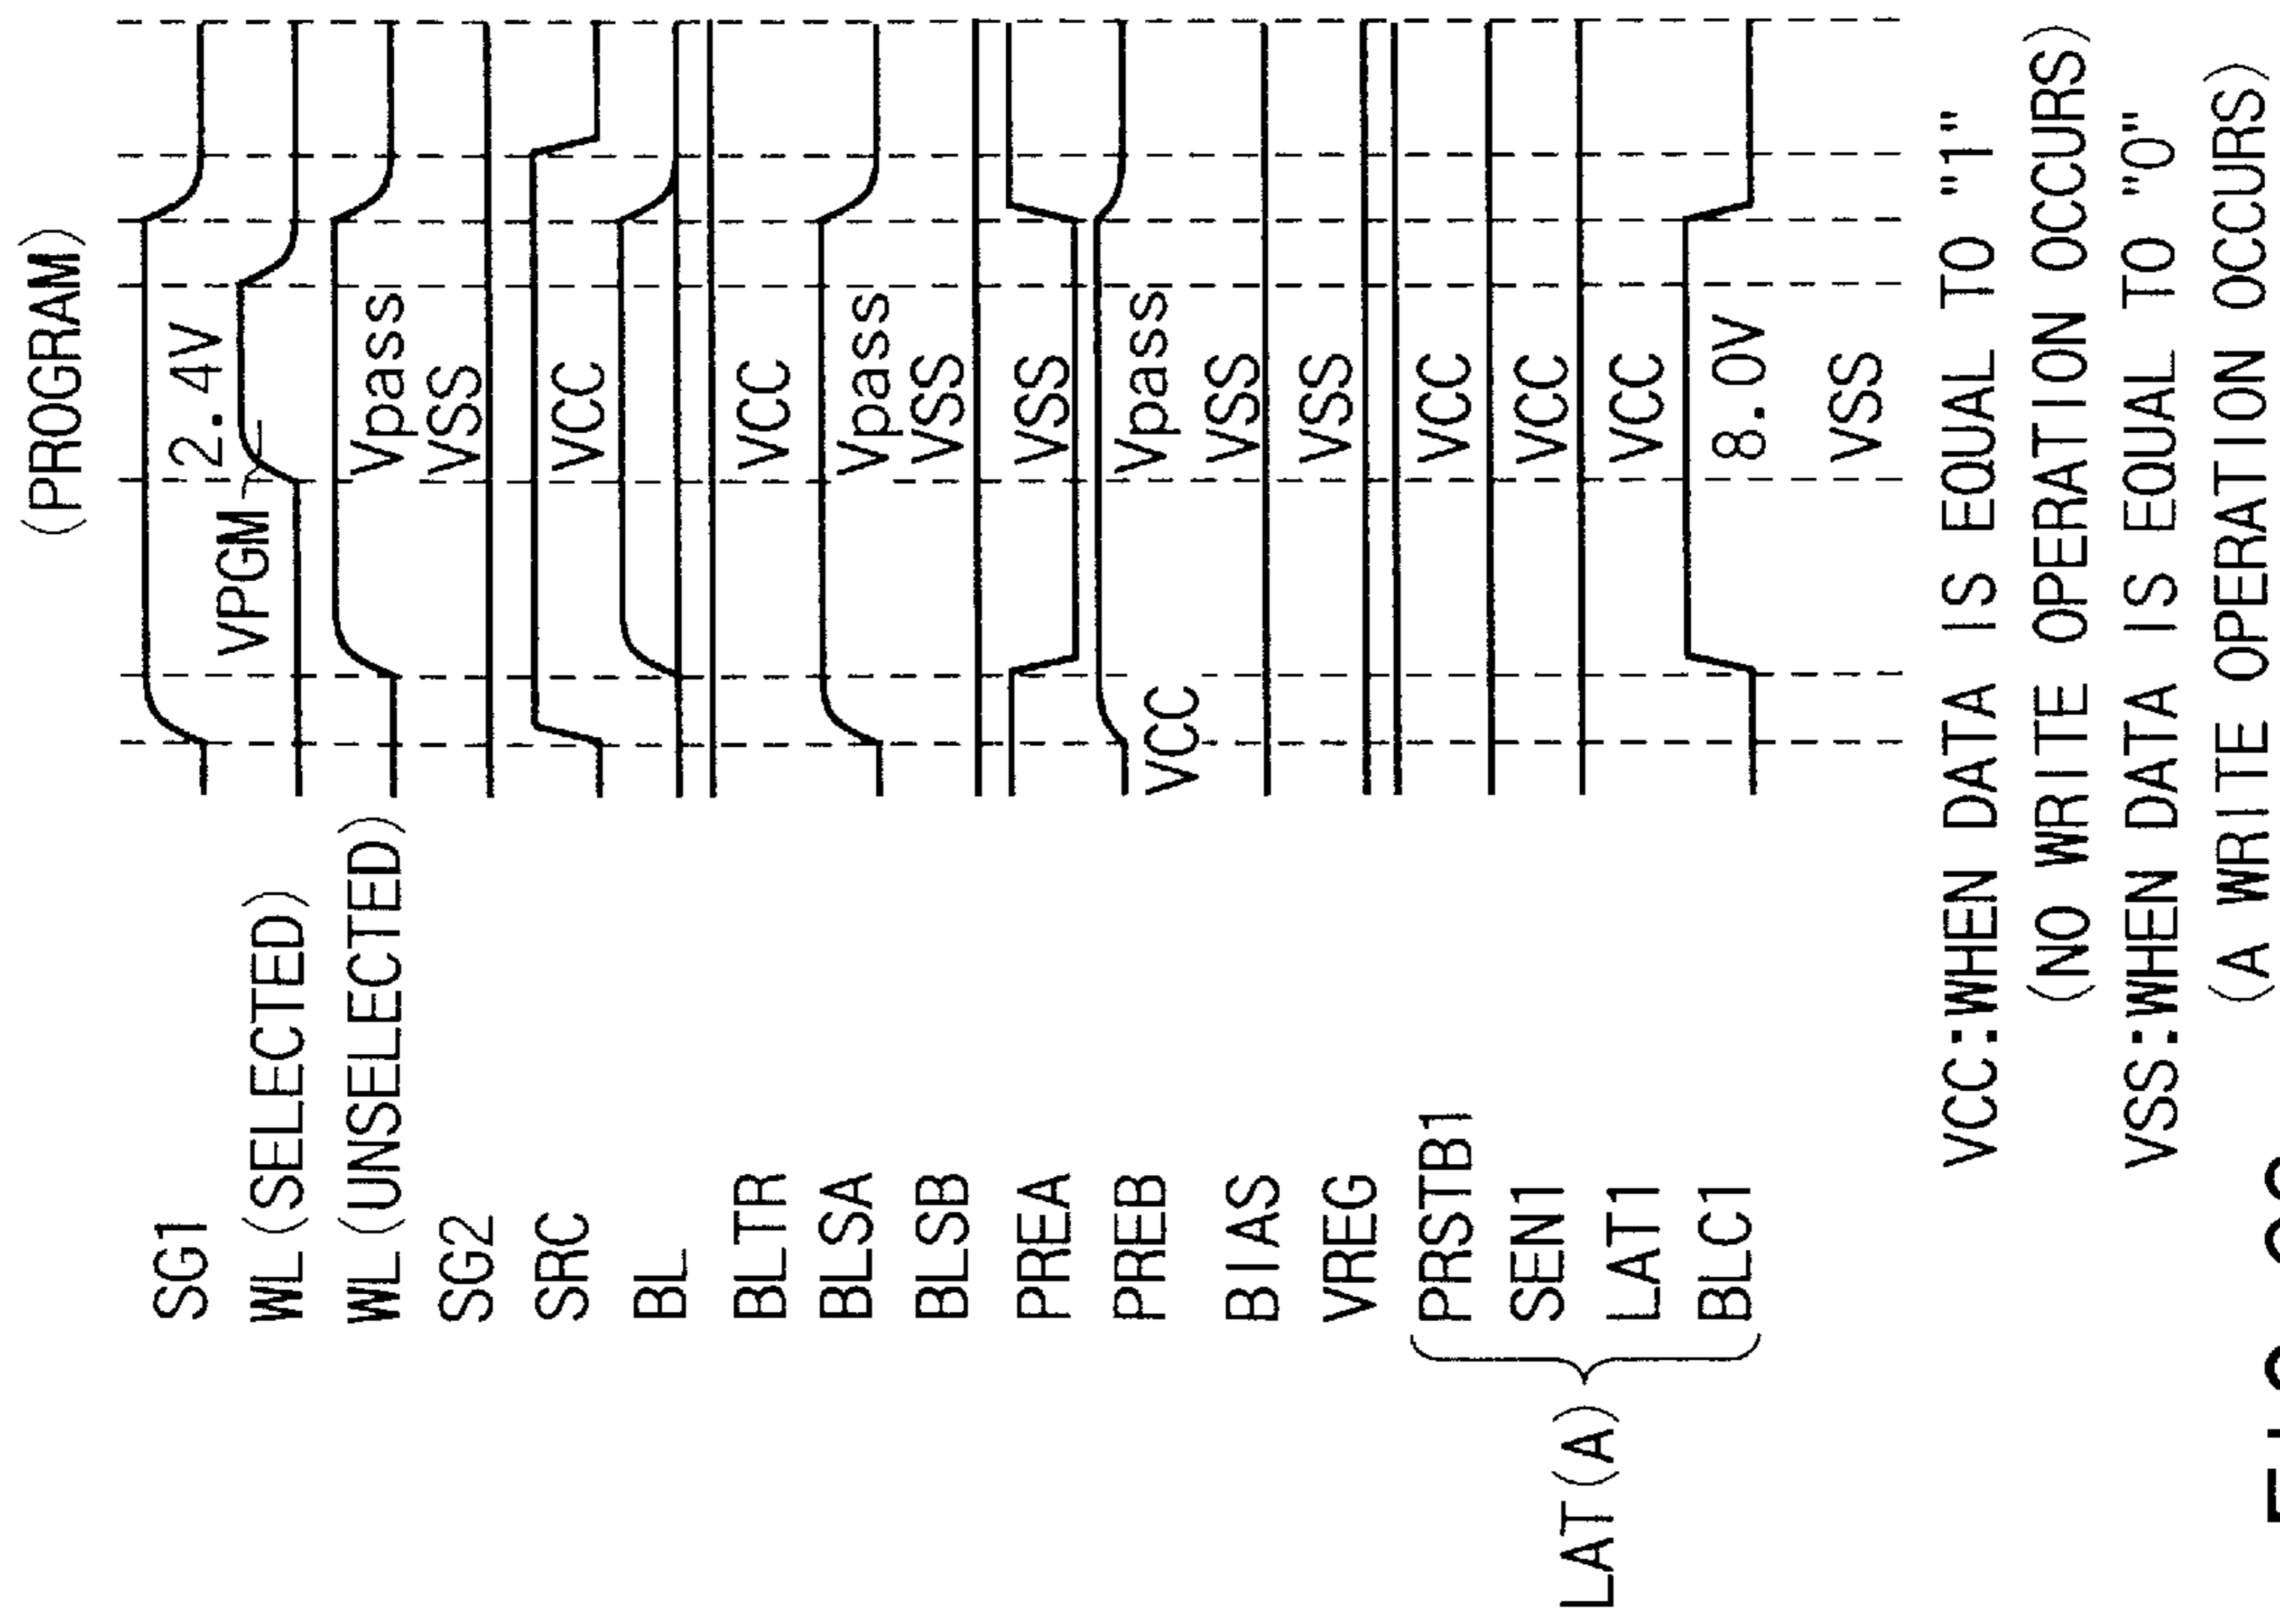 (PROGRAM)
SG1 2.4V
VPGM
WL(SELECTED)
WL(UNSELECTED) Vpass
SG2 VSS
SRC VCC
BL
BLTR VCC
BLSA Vpass
BLSB VSS
PREA VSS
PREB Vpass
VCC
BIAS VSS
VREG VSS
PRSTB1 VCC
SEN1 VCC
LAT(A)
LAT1 VCC
BLC1 8.0V
VSS
VCC:WHEN DATA IS EQUAL TO "1"
(NO WRITE OPERATION OCCURS)
VSS:WHEN DATA IS EQUAL TO "0"
(A WRITE OPERATION OCCURS)